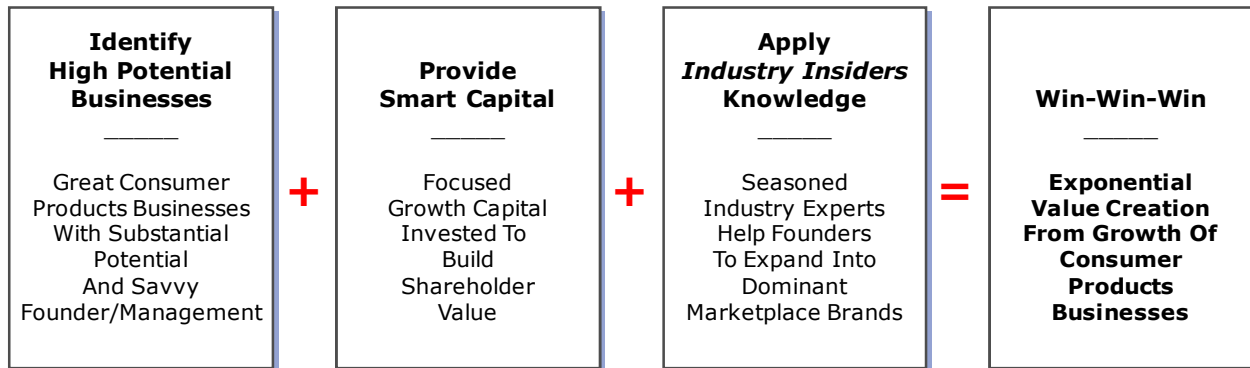 Identify
High Potential
Businesses
_____
Great Consumer
Products Businesses
With Substantial
Potential
And Savvy
Founder/Management
+
Provide
Smart Capital
_____
Focused
Growth Capital
Invested To
Build
Shareholder
Value
+
Apply
Industry Insiders
Knowledge
_____
Seasoned
Industry Experts
Help Founders
To Expand Into
Dominant
Marketplace Brands
=
Win-Win-Win
_____
Exponential
Value Creation
From Growth Of
Consumer
Products
Businesses